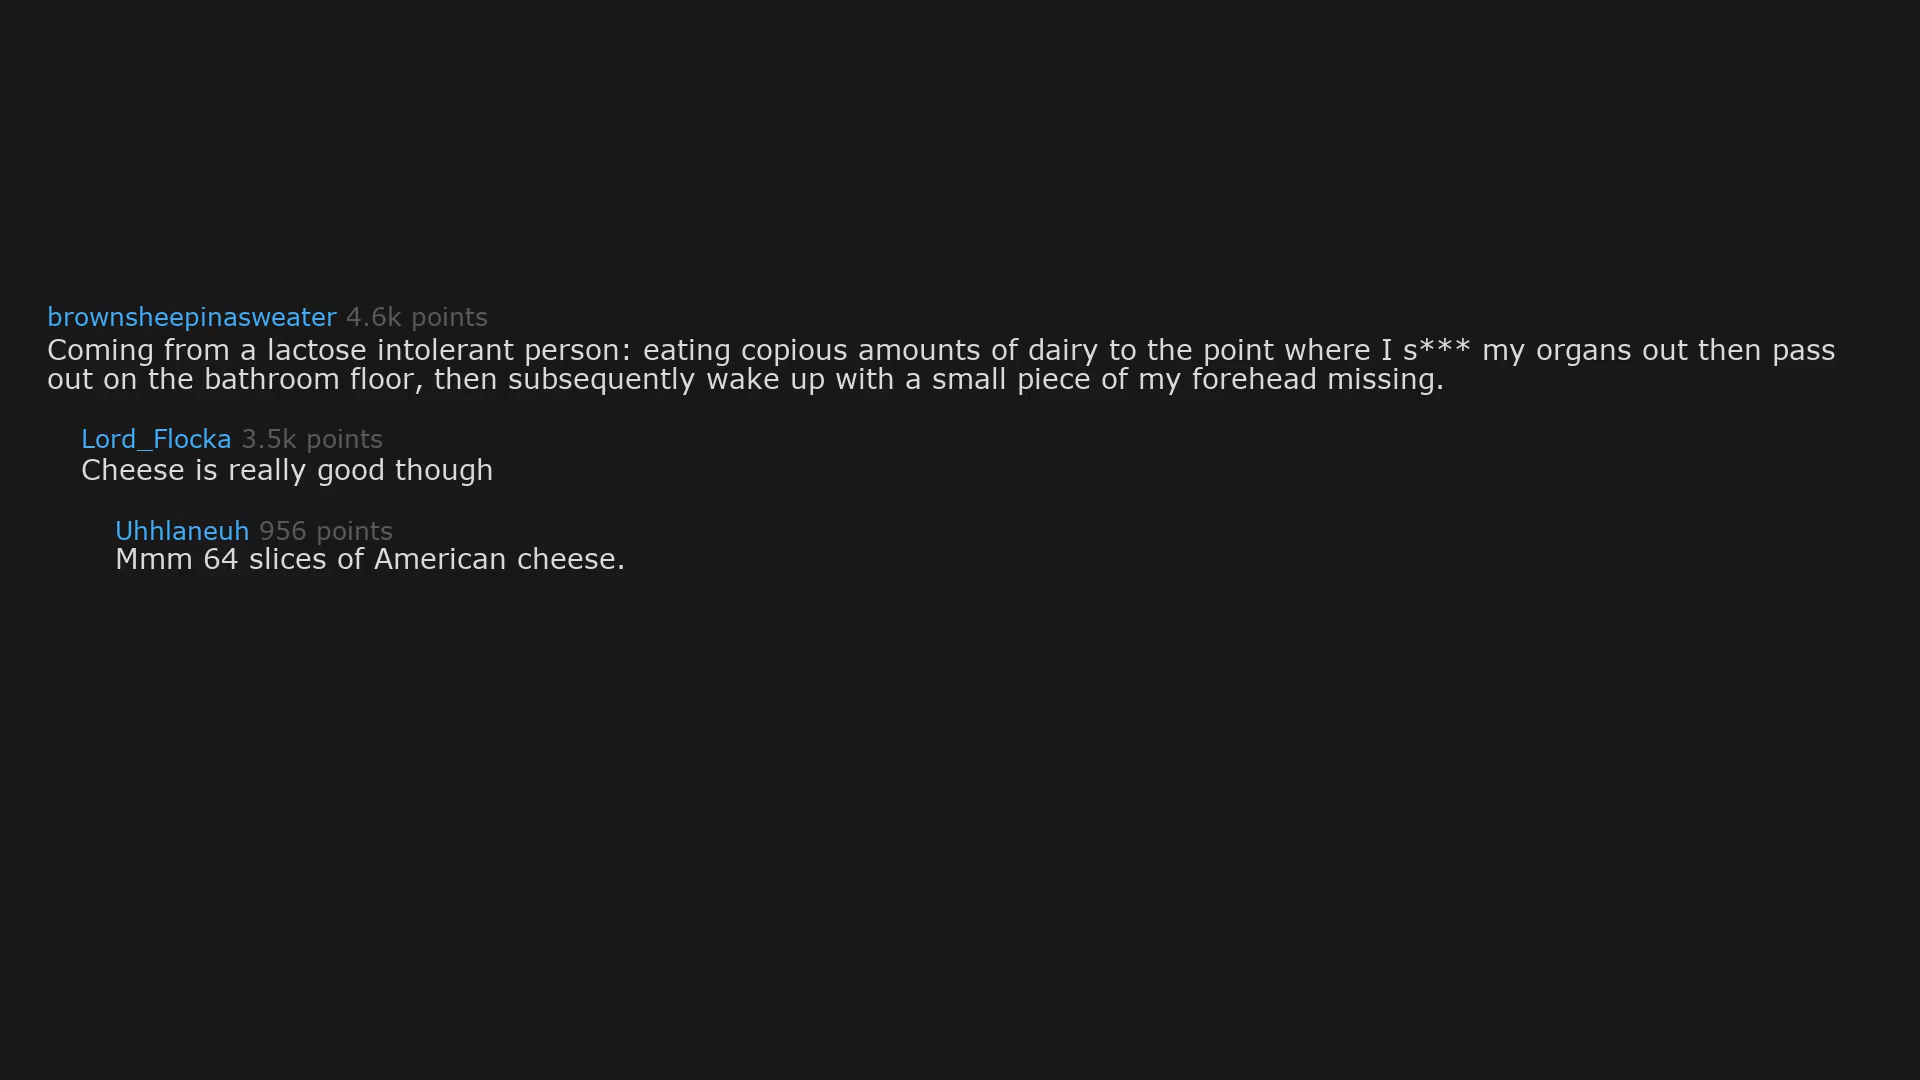 brownsheepinasweater 4.6k points
Coming from a lactose intolerant person: eating copious amounts of dairy to the point where I s*** my organs out then pass
out on the bathroom floor, then subsequently wake up with a small piece of my forehead missing.
Lord_Flocka 3.5k points
Cheese is really good though
Uhhlaneuh 956 points
Mmm 64 slices of American cheese.